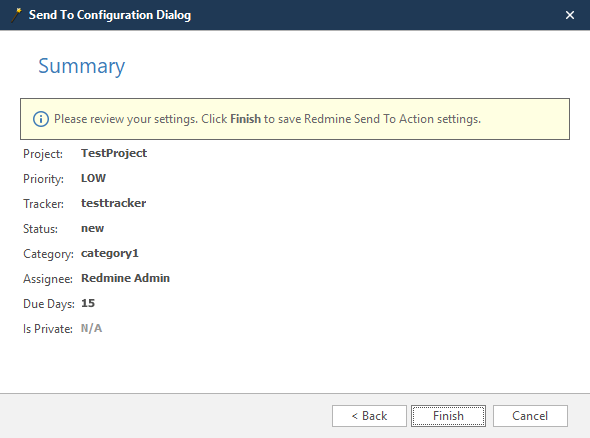 Send To Configuration Dialog
Summary
Please review your settings. Click Finish to save Redmine Send To Action settings.
Project: TestProject
Priority: LOW
Tracker: testtracker
Status: new
Category: category1
Assignee: Redmine Admin
Due Days: 15
Is Private: N/A
< Back Finish Cancel